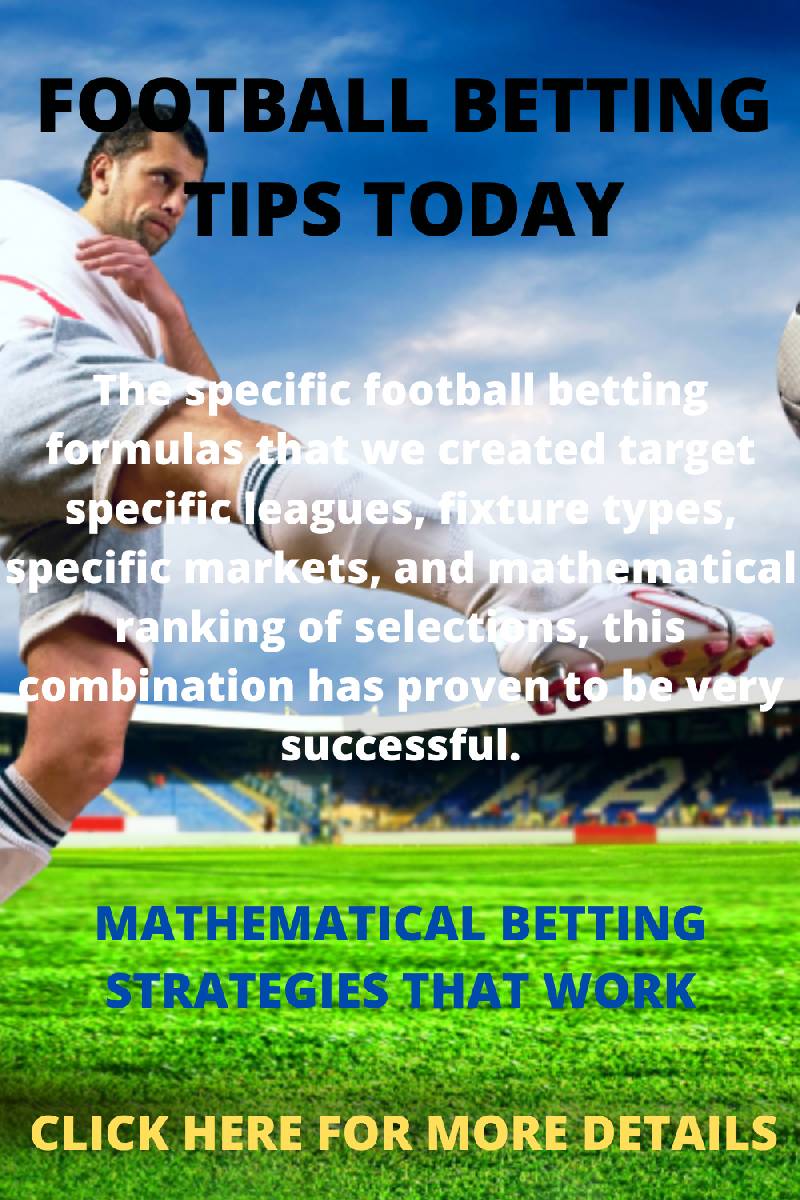 FOOTBALL BETTING
TIPS TODAY
The specific football betting
formulas that we created target
specific leagues, fixture types,
specific markets, and mathematical
ranking of selections, this
combination has proven to be very
successful.
MATHEMATICAL BETTING
STRATEGIES THAT WORK
CLICK HERE FOR MORE DETAILS